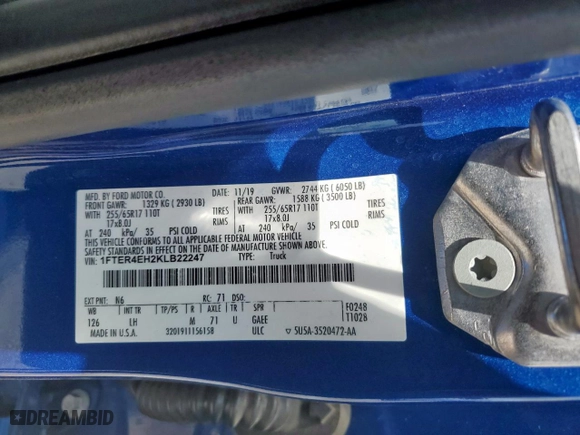 MFD. BY FORD MOTOR CO.
11/19 GVWR: 2744 KG ( 6050 LB)
FRONT GAWR: 1329 KG ( 2930 LB)
REAR GAWR: 1588 KG ( 3500 LB)
WITH 255/65R17 110T TIRES
17x8.0J RIMS
AT 240 kPa/ 35 PSI COLD
WITH 255/65R17 110T TIRES
17x8.0J RIMS
AT 240 kPa/ 35 PSI COLD
THIS VEHICLE CONFORMS TO ALL APPLICABLE FEDERAL MOTOR VEHICLE
SAFETY STANDARDS IN EFFECT ON THE DATE OF MANUFACTURE
SHOWN ABOVE.
VIN: 1FTER4EH2KLB22247
TYPE: Truck
EXT PNT: N6 RC: 71 DSO:
WB INT TR TP/PS R AXLE TR SPR
126 LH M 71 U GAEE
F0248
T1028
MADE IN U.S.A. 3201911156158 ULC 5U5A-3520472-AA
DREAMBID